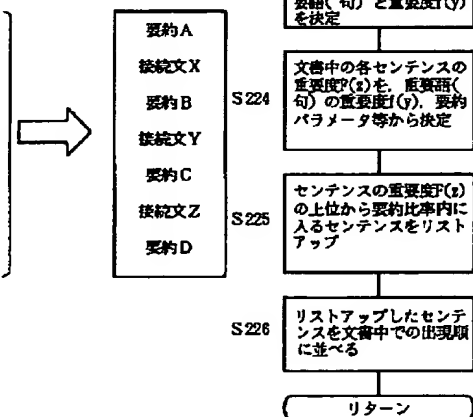 要約A
接続文X
要約B
接続文Y
要約C
接続文Z
要約D
要語(句)と重要度f(y)
を決定
S224
文書中の各センテンスの
重要度F(z)を、重要語(
句)の重要度f(y)、要約
パラメータ等から決定
S225
センテンスの重要度F(z)
の上位から要約比率内に
入るセンテンスをリスト
アップ
S226
リストアップしたセンテ
ンスを文書中での出現順
に並べる
リターン